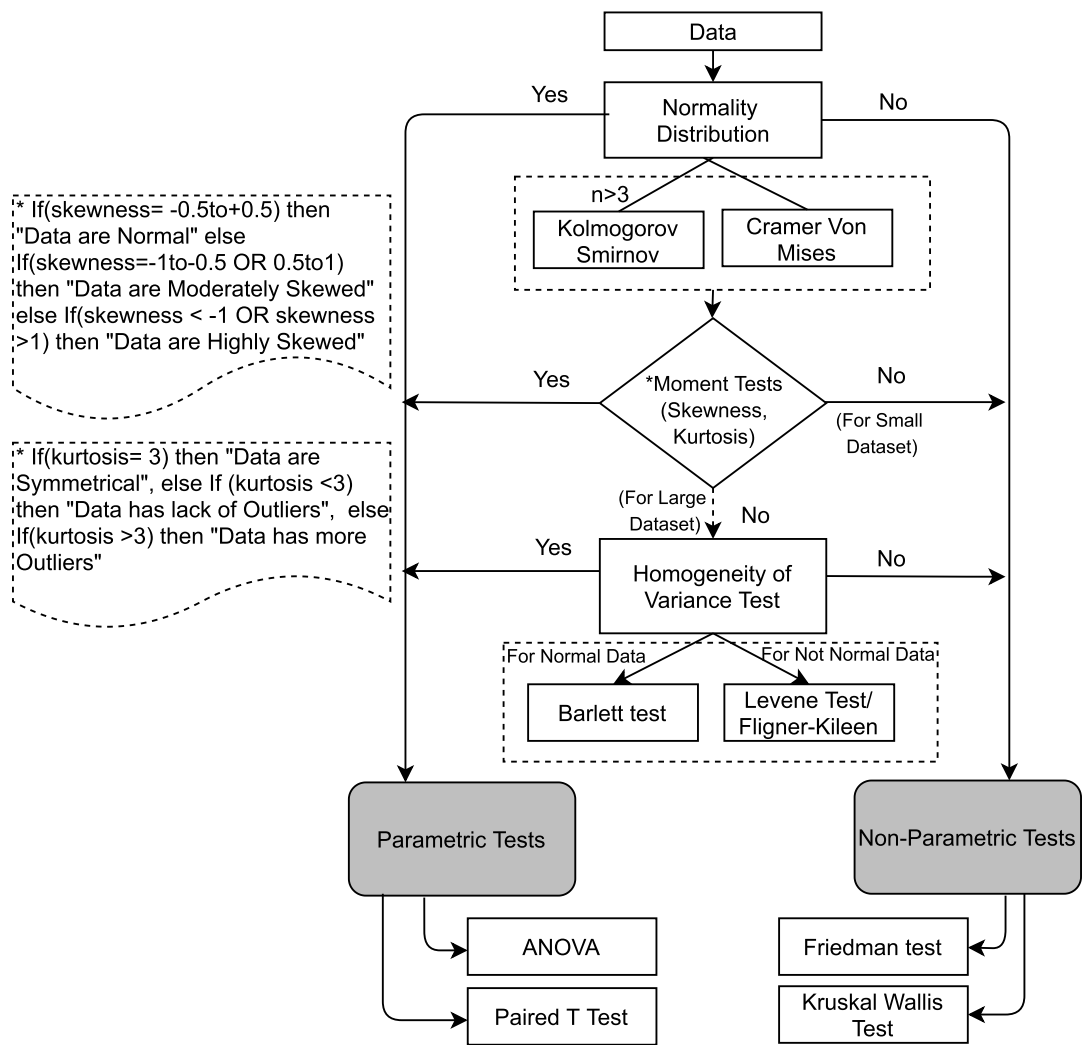 Data
Yes
No
Normality
Distribution
n>3
Kolmogorov
Smirnov
Cramer Von
Mises
* If(skewness= -0.5to+0.5) then
"Data are Normal" else
If(skewness=-1to-0.5 OR 0.5to1)
then "Data are Moderately Skewed"
else If(skewness < -1 OR skewness
>1) then "Data are Highly Skewed"
Yes
*Moment Tests
(Skewness,
Kurtosis)
No
(For Small
Dataset)
* If(kurtosis= 3) then "Data are
Symmetrical", else If (kurtosis <3)
then "Data has lack of Outliers",  else
If(kurtosis >3) then "Data has more
Outliers"
(For Large
Dataset)
No
Yes
Homogeneity of
Variance Test
No
For Normal Data
For Not Normal Data
Barlett test
Levene Test/
Fligner-Kileen
Parametric Tests
Non-Parametric Tests
ANOVA
Paired T Test
Friedman test
Kruskal Wallis
Test